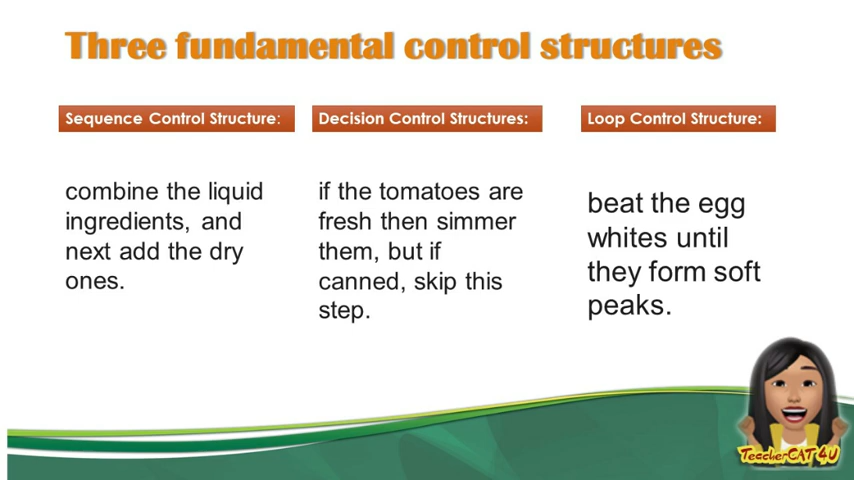 Three fundamental control structures
Sequence Control Structure:
combine the liquid
ingredients, and
next add the dry
ones.
Decision Control Structures:
if the tomatoes are
fresh then simmer
them, but if
canned, skip this
step.
Loop Control Structure:
beat the egg
whites until
they form soft
peaks.
TeacherCAT4U